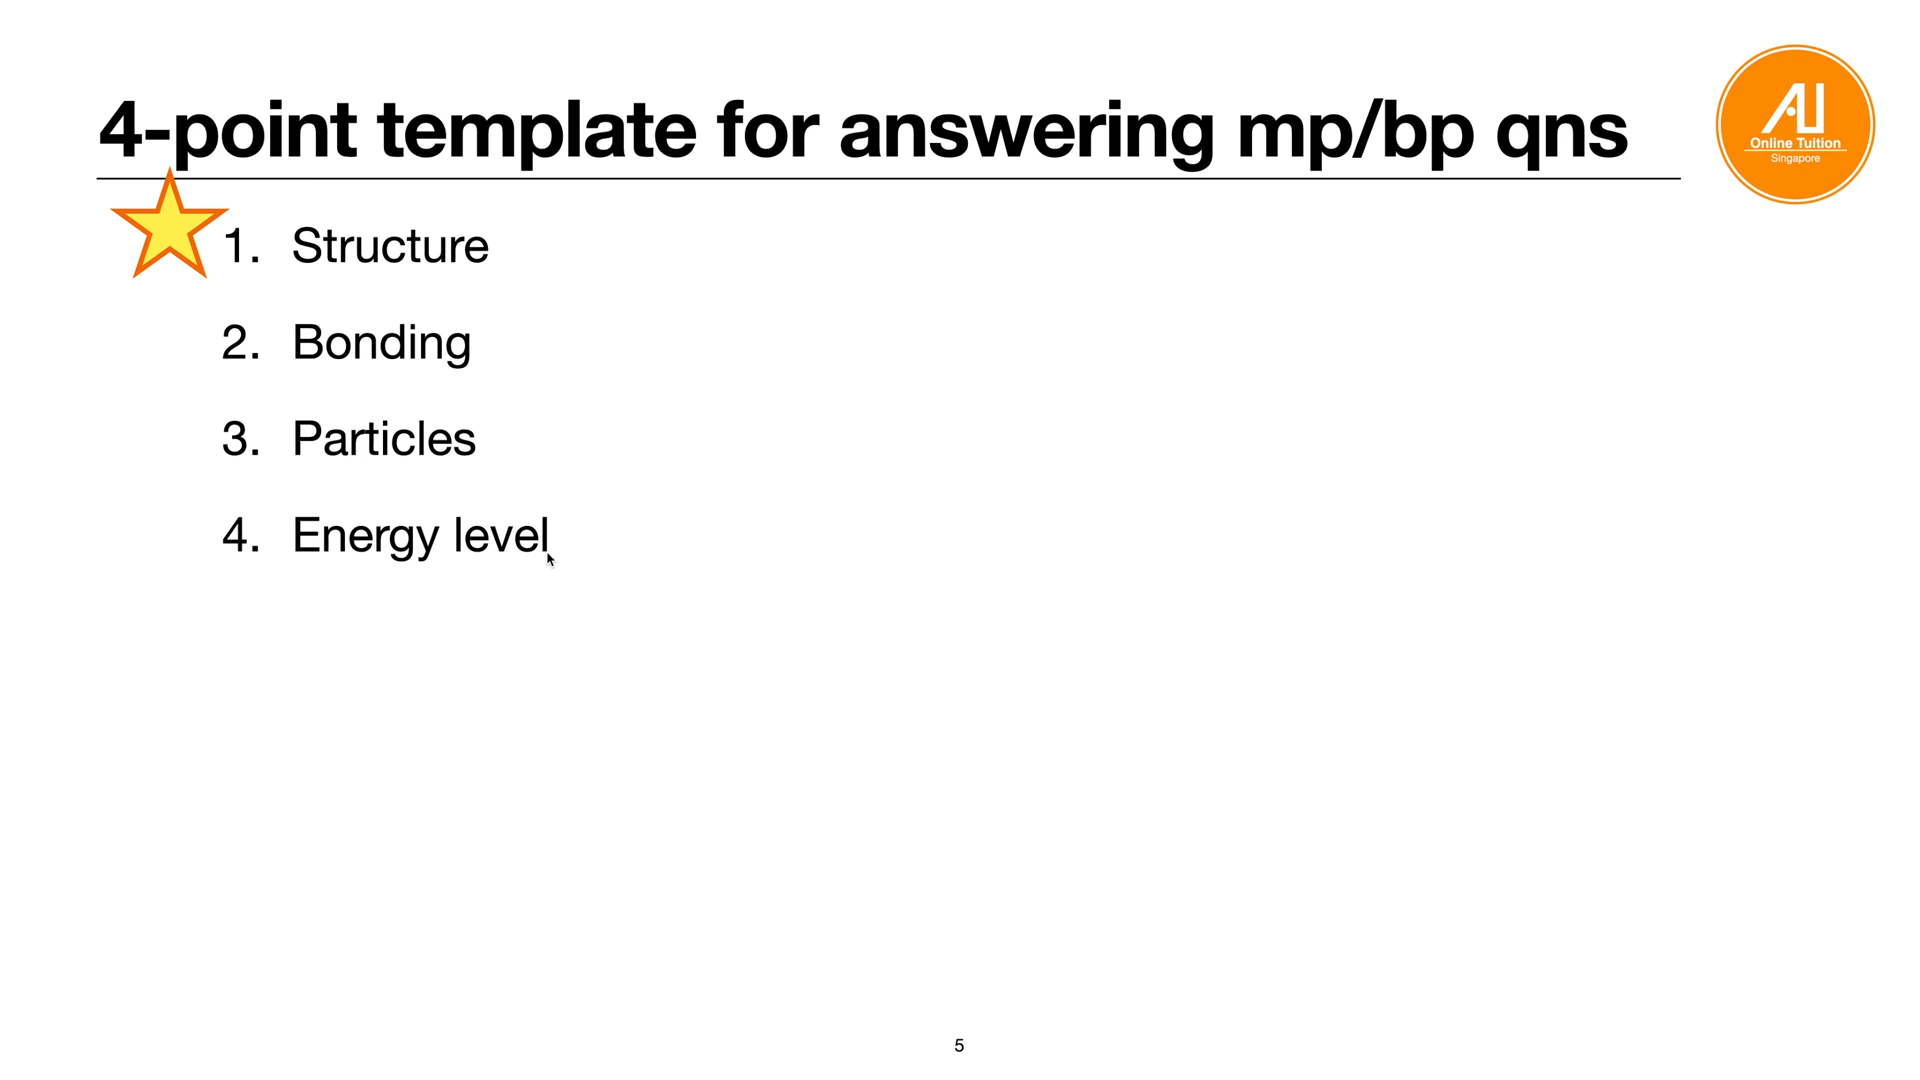 4-point template for answering mp/bp qns
AU
Online Tuition
Singapore
1. Structure
2. Bonding
3. Particles
4. Energy level
5